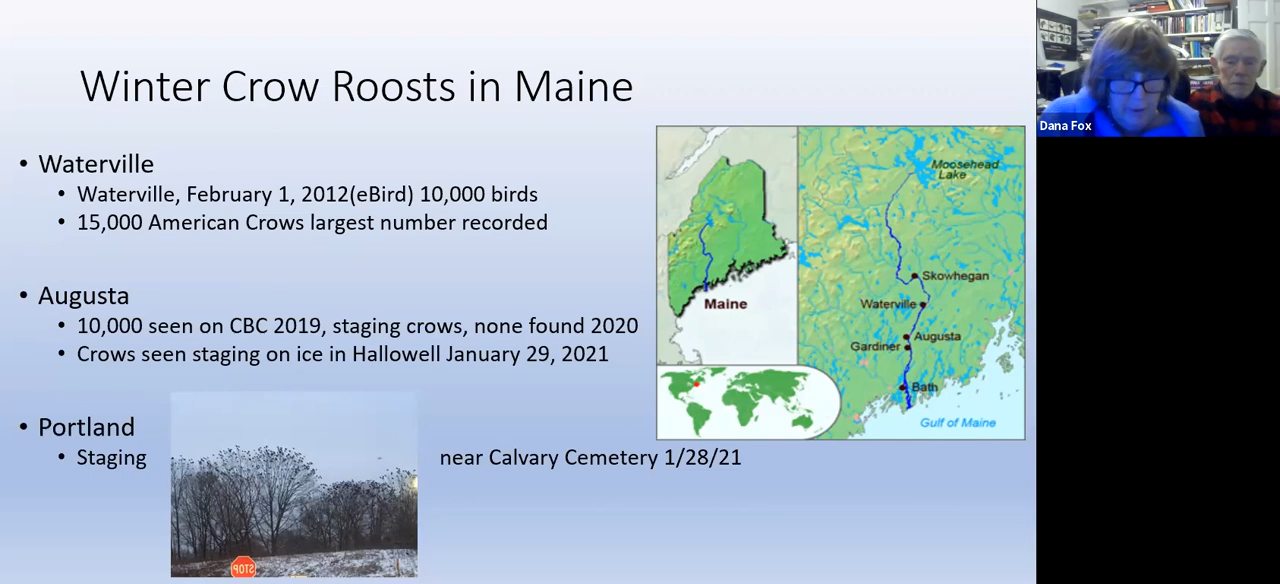 Winter Crow Roosts in Maine
• Waterville
• Waterville, February 1, 2012(eBird) 10,000 birds
• 15,000 American Crows largest number recorded
• Augusta
• 10,000 seen on CBC 2019, staging crows, none found 2020
• Crows seen staging on ice in Hallowell January 29, 2021
• Portland
• Staging near Calvary Cemetery 1/28/21
STOP
Maine
Moosehead
Lake
Skowhegan
Waterville
Augusta
Gardiner
Bath
Gulf of Maine
Dana Fox